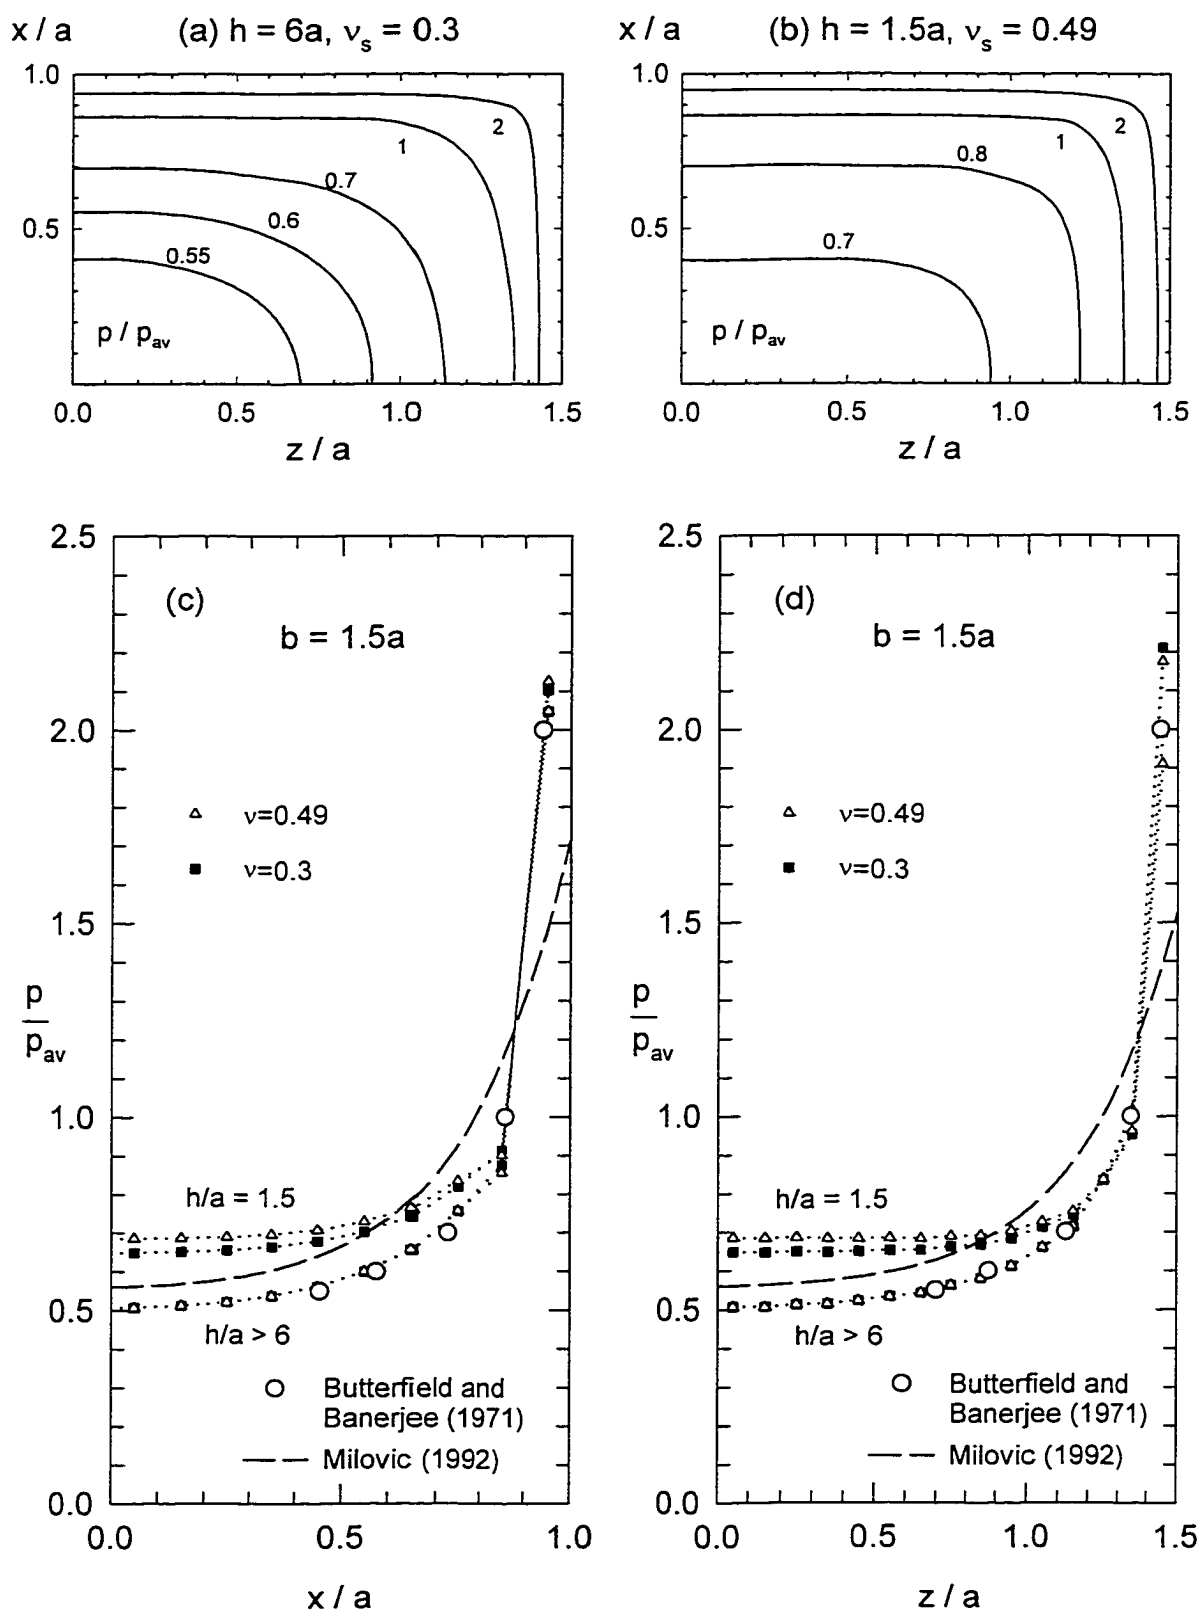 x / a
(a) h = 6a, νs = 0.3
1.0
0.5
2
1
0.7
0.6
0.55
p / pav
0.0
0.5
1.0
1.5
z / a
x / a
(b) h = 1.5a, νs = 0.49
1.0
0.5
2
1
0.8
0.7
p / pav
0.0
0.5
1.0
1.5
z / a
2.5
2.0
1.5
1.0
0.5
0.0
p
pav
(c)
b = 1.5a
ν=0.49
ν=0.3
h/a = 1.5
h/a > 6
Butterfield and
Banerjee (1971)
Milovic (1992)
0.0
0.5
1.0
x / a
2.5
2.0
1.5
1.0
0.5
0.0
p
pav
(d)
b = 1.5a
ν=0.49
ν=0.3
h/a = 1.5
h/a > 6
Butterfield and
Banerjee (1971)
Milovic (1992)
0.0
0.5
1.0
1.5
z / a